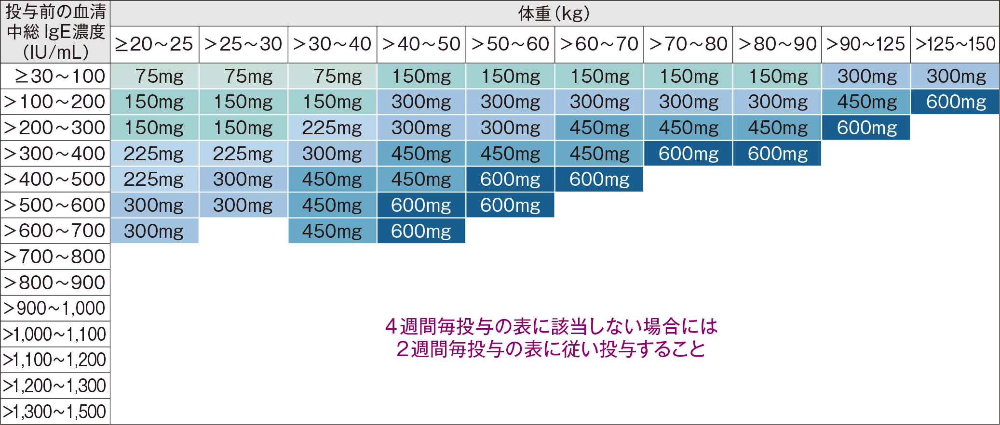 投与前の血清
中総 IgE濃度
（IU/mL）
体重（kg）
≧20～25 >25～30 >30～40 >40～50 >50～60 >60～70 >70～80 >80～90 >90～125 >125～150
≧30～100 75mg 75mg 75mg 150mg 150mg 150mg 150mg 150mg 300mg 300mg
>100～200 150mg 150mg 150mg 300mg 300mg 300mg 300mg 300mg 450mg 600mg
>200～300 150mg 150mg 225mg 300mg 300mg 450mg 450mg 450mg 600mg
>300～400 225mg 225mg 300mg 450mg 450mg 450mg 600mg 600mg
>400～500 225mg 300mg 450mg 450mg 600mg 600mg
>500～600 300mg 300mg 450mg 600mg 600mg
>600～700 300mg 450mg 600mg
>700～800
>800～900
>900～1,000
>1,000～1,100
>1,100～1,200
>1,200～1,300
>1,300～1,500
４週間毎投与の表に該当しない場合には
２週間毎投与の表に従い投与すること